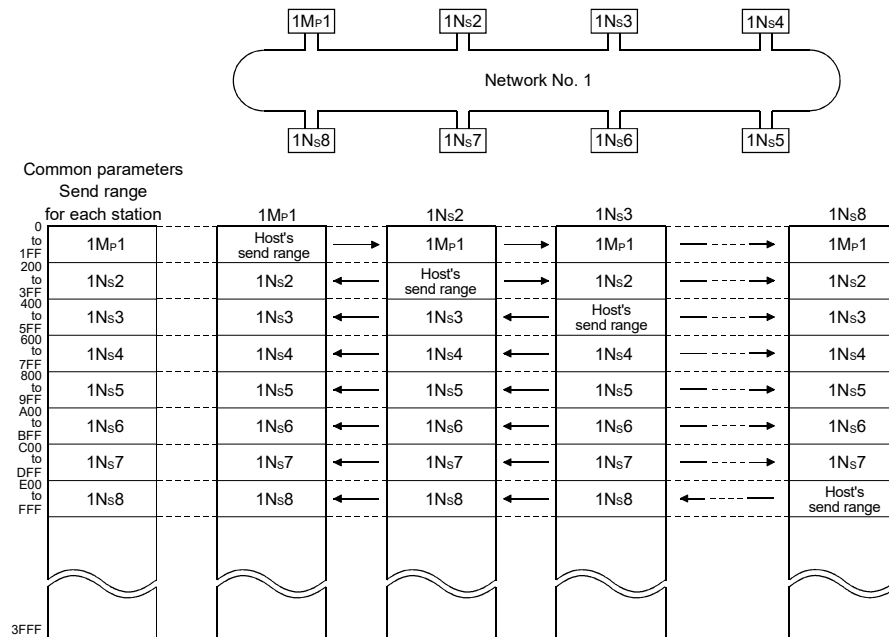 1MP1 1NS2 1NS3 1NS4
Network No. 1
1NS8 1NS7 1NS6 1NS5
Common parameters
Send range
for each station
1MP1 1NS2 1NS3 1NS8
0
to
1FF
1MP1 Host's send range 1MP1 1MP1 1MP1
200
to
3FF
1NS2 1NS2 Host's send range 1NS2 1NS2
400
to
5FF
1NS3 1NS3 1NS3 Host's send range 1NS3
600
to
7FF
1NS4 1NS4 1NS4 1NS4 1NS4
800
to
9FF
1NS5 1NS5 1NS5 1NS5 1NS5
A00
to
BFF
1NS6 1NS6 1NS6 1NS6 1NS6
C00
to
DFF
1NS7 1NS7 1NS7 1NS7 1NS7
E00
to
FFF
1NS8 1NS8 1NS8 1NS8 Host's send range
3FFF